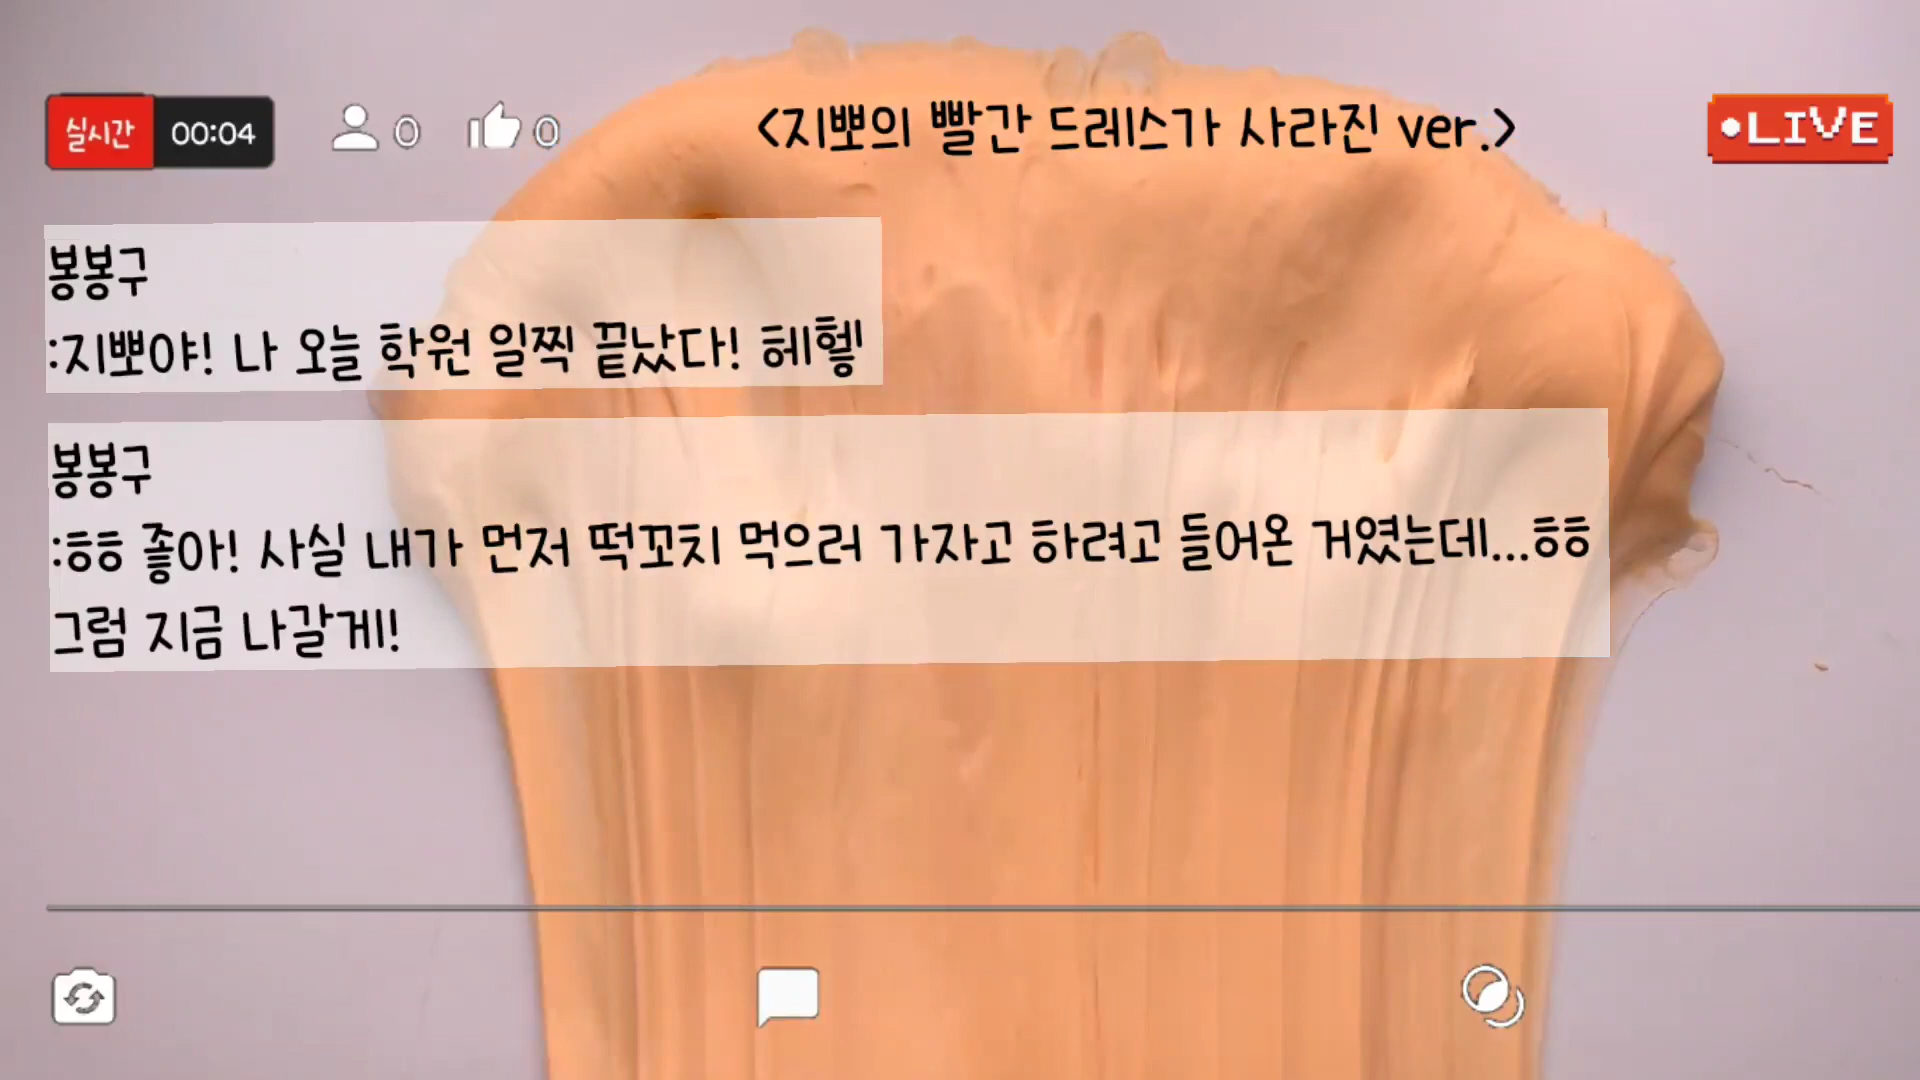 실시간 00:04 0 0 <지뽀의 빨간 드레스가 사라진 ver.> •LIVE
봉봉구
:지뽀야! 나 오늘 학원 일찍 끝났다! 헤헿
봉봉구
:ㅎㅎ 좋아! 사실 내가 먼저 떡꼬치 먹으러 가자고 하려고 들어온 거였는데...ㅎㅎ
그럼 지금 나갈게!